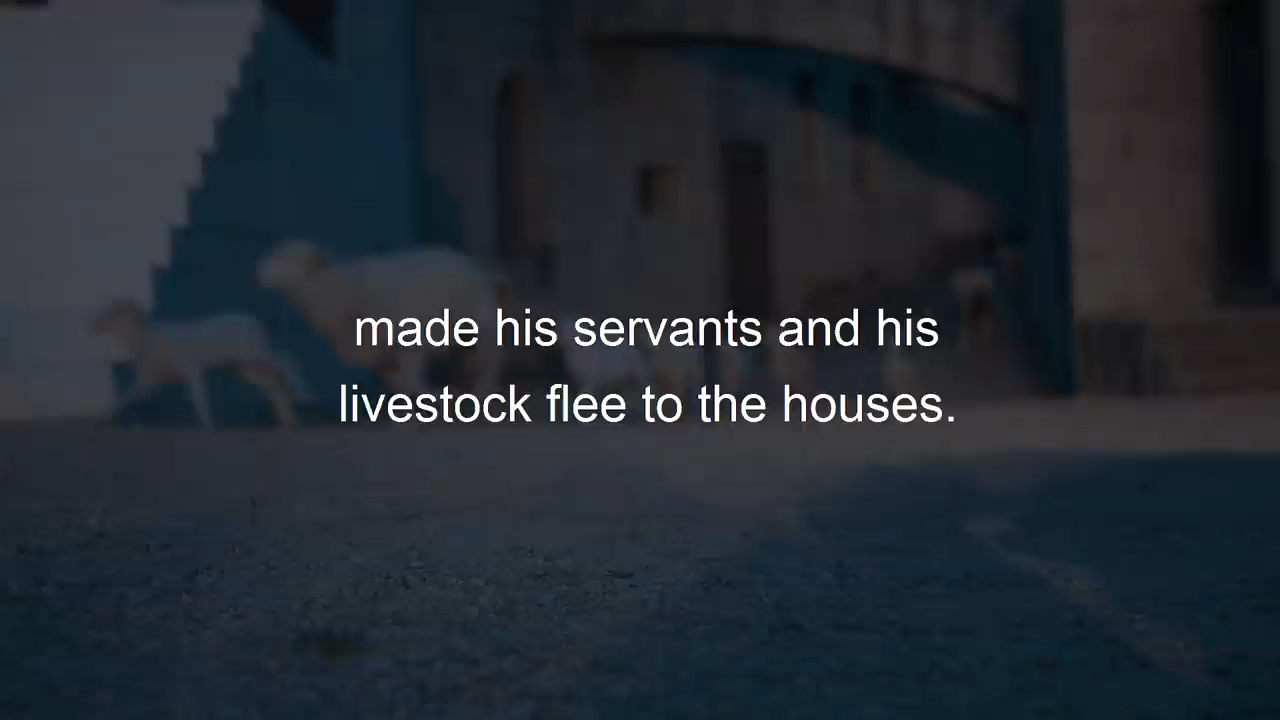 made his servants and his
livestock flee to the houses.